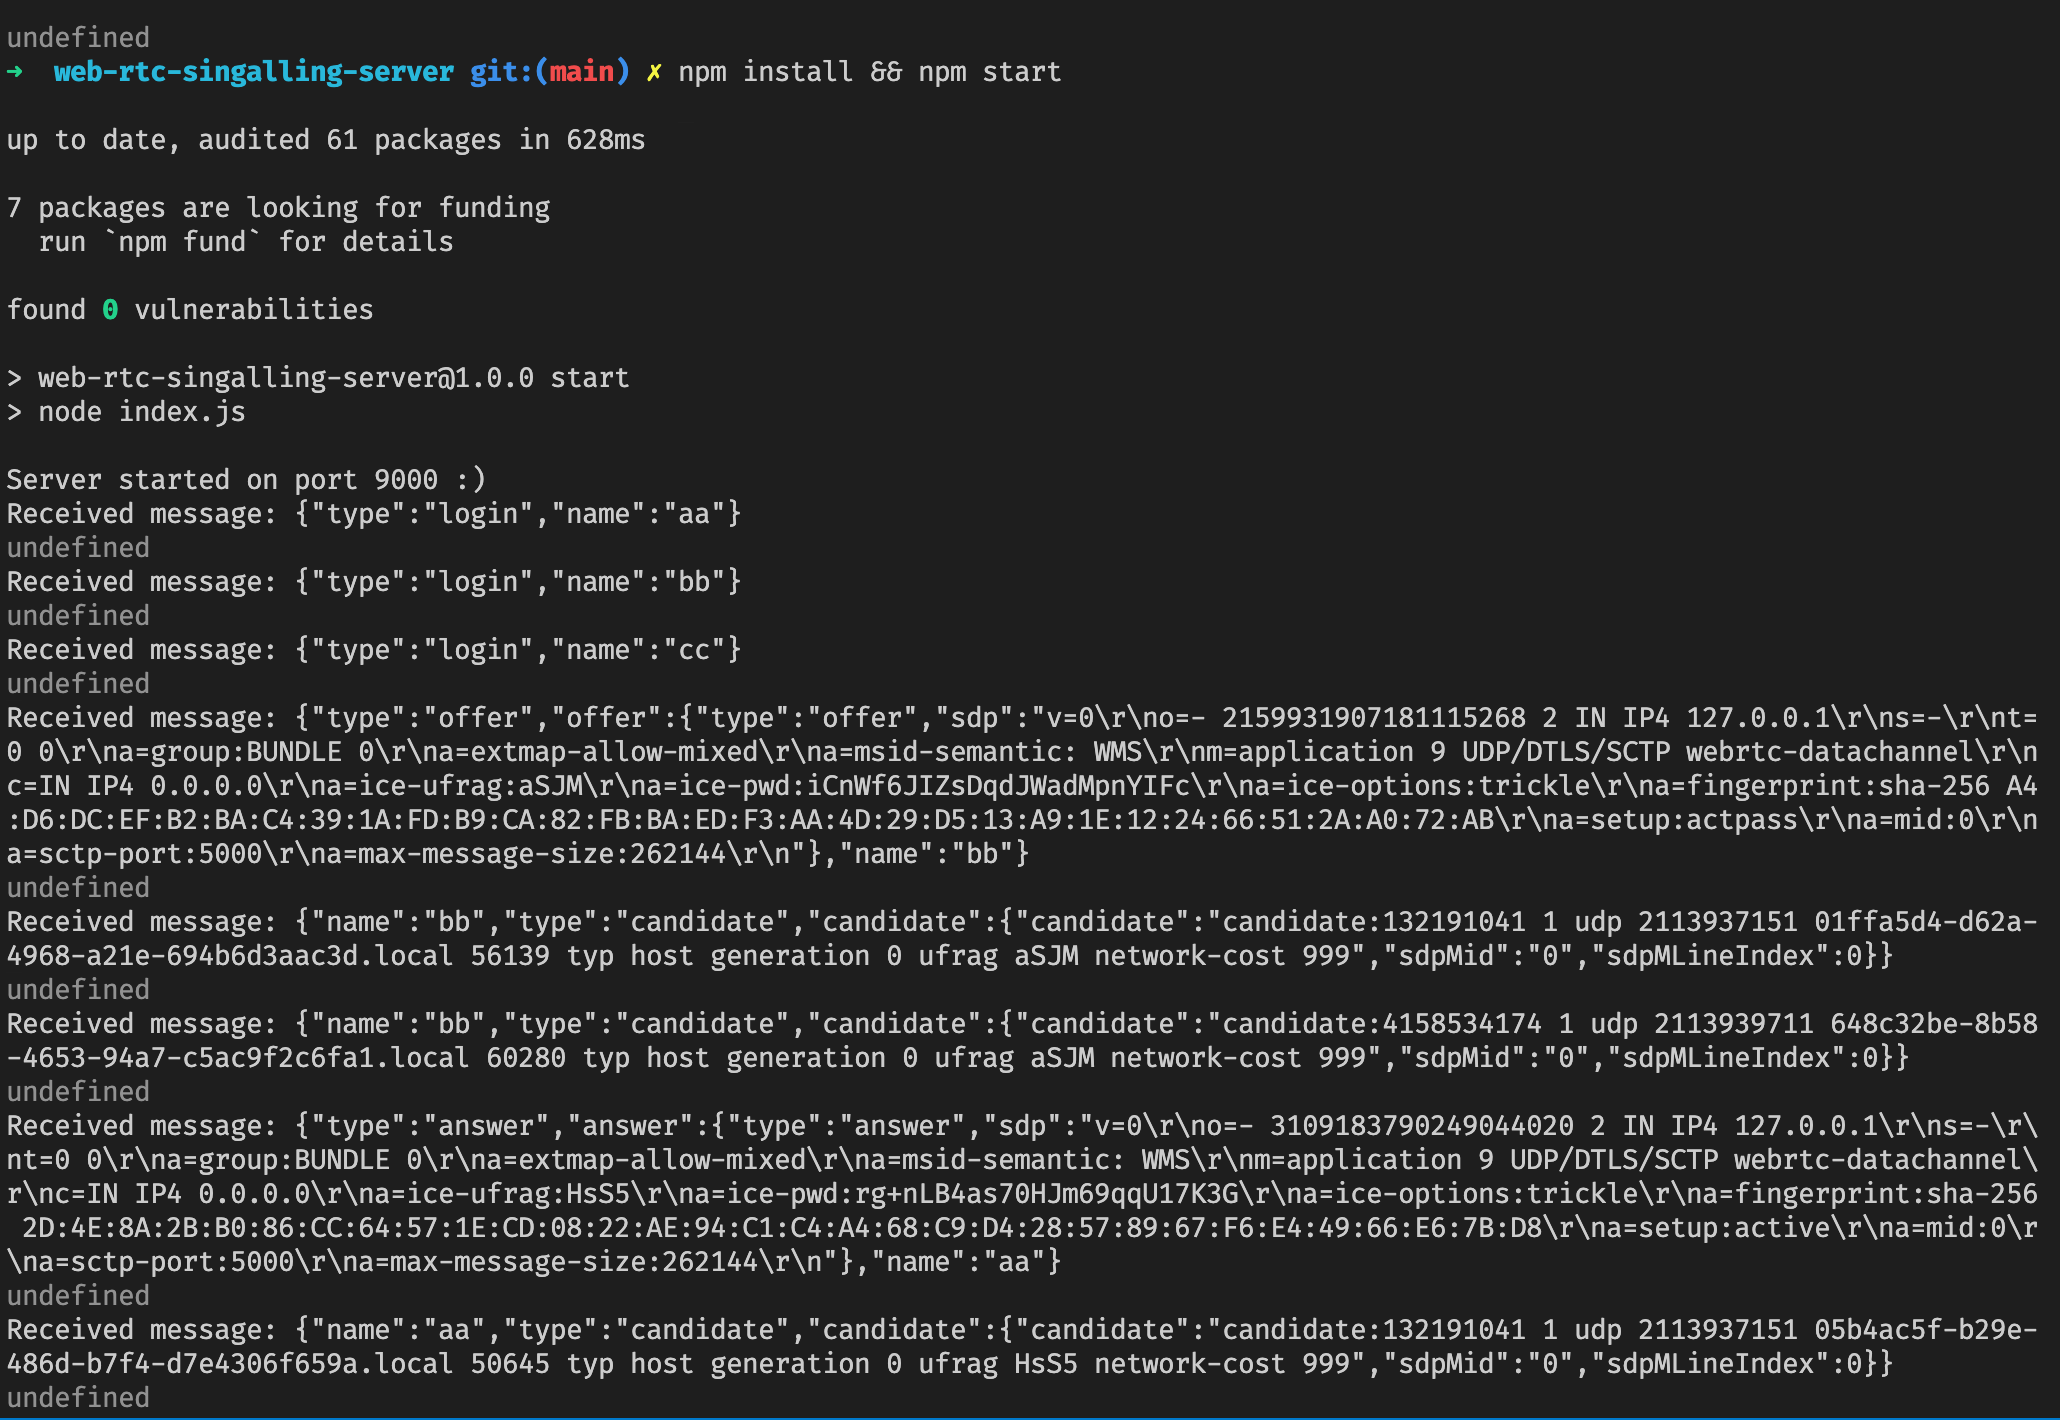 undefined
➜  web-rtc-singalling-server git:(main) ✗ npm install && npm start
up to date, audited 61 packages in 628ms
7 packages are looking for funding
  run `npm fund` for details
found 0 vulnerabilities
> web-rtc-singalling-server@1.0.0 start
> node index.js
Server started on port 9000 :)
Received message: {"type":"login","name":"aa"}
undefined
Received message: {"type":"login","name":"bb"}
undefined
Received message: {"type":"login","name":"cc"}
undefined
Received message: {"type":"offer","offer":{"type":"offer","sdp":"v=0\r\no=- 2159931907181115268 2 IN IP4 127.0.0.1\r\ns=-\r\nt=
0 0\r\na=group:BUNDLE 0\r\na=extmap-allow-mixed\r\na=msid-semantic: WMS\r\nm=application 9 UDP/DTLS/SCTP webrtc-datachannel\r\n
c=IN IP4 0.0.0.0\r\na=ice-ufrag:aSJM\r\na=ice-pwd:iCnWf6JIZsDqdJWadMpnYIFc\r\na=ice-options:trickle\r\na=fingerprint:sha-256 A4
:D6:DC:EF:B2:BA:C4:39:1A:FD:B9:CA:82:FB:BA:ED:F3:AA:4D:29:D5:13:A9:1E:12:24:66:51:2A:A0:72:AB\r\na=setup:actpass\r\na=mid:0\r\n
a=sctp-port:5000\r\na=max-message-size:262144\r\n"},"name":"bb"}
undefined
Received message: {"name":"bb","type":"candidate","candidate":{"candidate":"candidate:132191041 1 udp 2113937151 01ffa5d4-d62a-
4968-a21e-694b6d3aac3d.local 56139 typ host generation 0 ufrag aSJM network-cost 999","sdpMid":"0","sdpMLineIndex":0}}
undefined
Received message: {"name":"bb","type":"candidate","candidate":{"candidate":"candidate:4158534174 1 udp 2113939711 648c32be-8b58
-4653-94a7-c5ac9f2c6fa1.local 60280 typ host generation 0 ufrag aSJM network-cost 999","sdpMid":"0","sdpMLineIndex":0}}
undefined
Received message: {"type":"answer","answer":{"type":"answer","sdp":"v=0\r\no=- 3109183790249044020 2 IN IP4 127.0.0.1\r\ns=-\r\
nt=0 0\r\na=group:BUNDLE 0\r\na=extmap-allow-mixed\r\na=msid-semantic: WMS\r\nm=application 9 UDP/DTLS/SCTP webrtc-datachannel\
r\nc=IN IP4 0.0.0.0\r\na=ice-ufrag:HsS5\r\na=ice-pwd:rg+nLB4as70HJm69qqU17K3G\r\na=ice-options:trickle\r\na=fingerprint:sha-256
 2D:4E:8A:2B:B0:86:CC:64:57:1E:CD:08:22:AE:94:C1:C4:A4:68:C9:D4:28:57:89:67:F6:E4:49:66:E6:7B:D8\r\na=setup:active\r\na=mid:0\r
\na=sctp-port:5000\r\na=max-message-size:262144\r\n"},"name":"aa"}
undefined
Received message: {"name":"aa","type":"candidate","candidate":{"candidate":"candidate:132191041 1 udp 2113937151 05b4ac5f-b29e-
486d-b7f4-d7e4306f659a.local 50645 typ host generation 0 ufrag HsS5 network-cost 999","sdpMid":"0","sdpMLineIndex":0}}
undefined